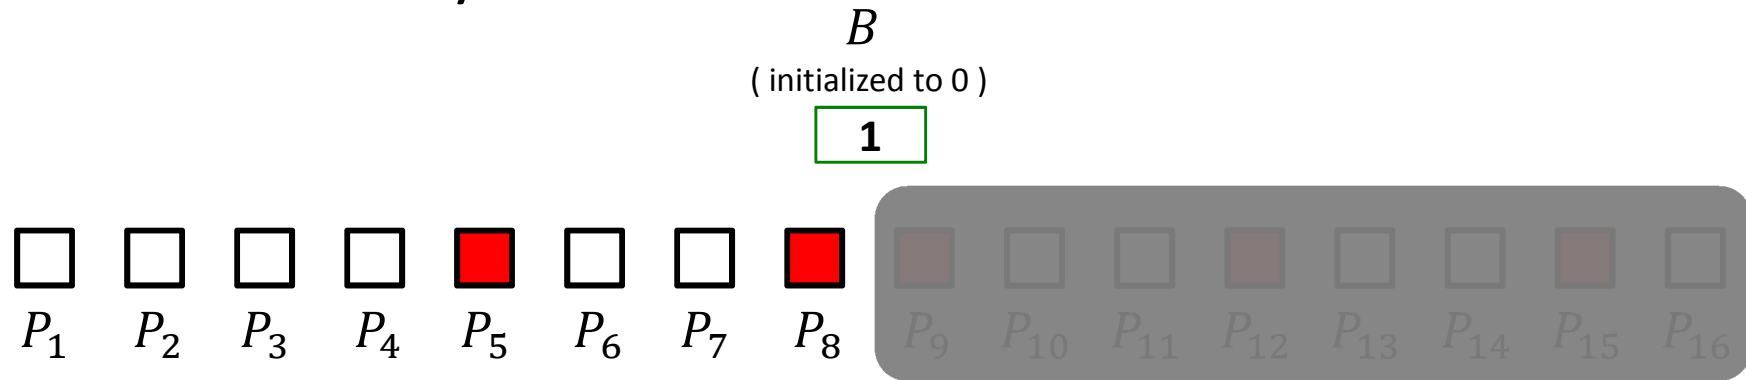 B
( initialized to 0 )
1
P₁ P₂ P₃ P₄ P₅ P₆ P₇ P₈ P₉ P₁₀ P₁₁ P₁₂ P₁₃ P₁₄ P₁₅ P₁₆